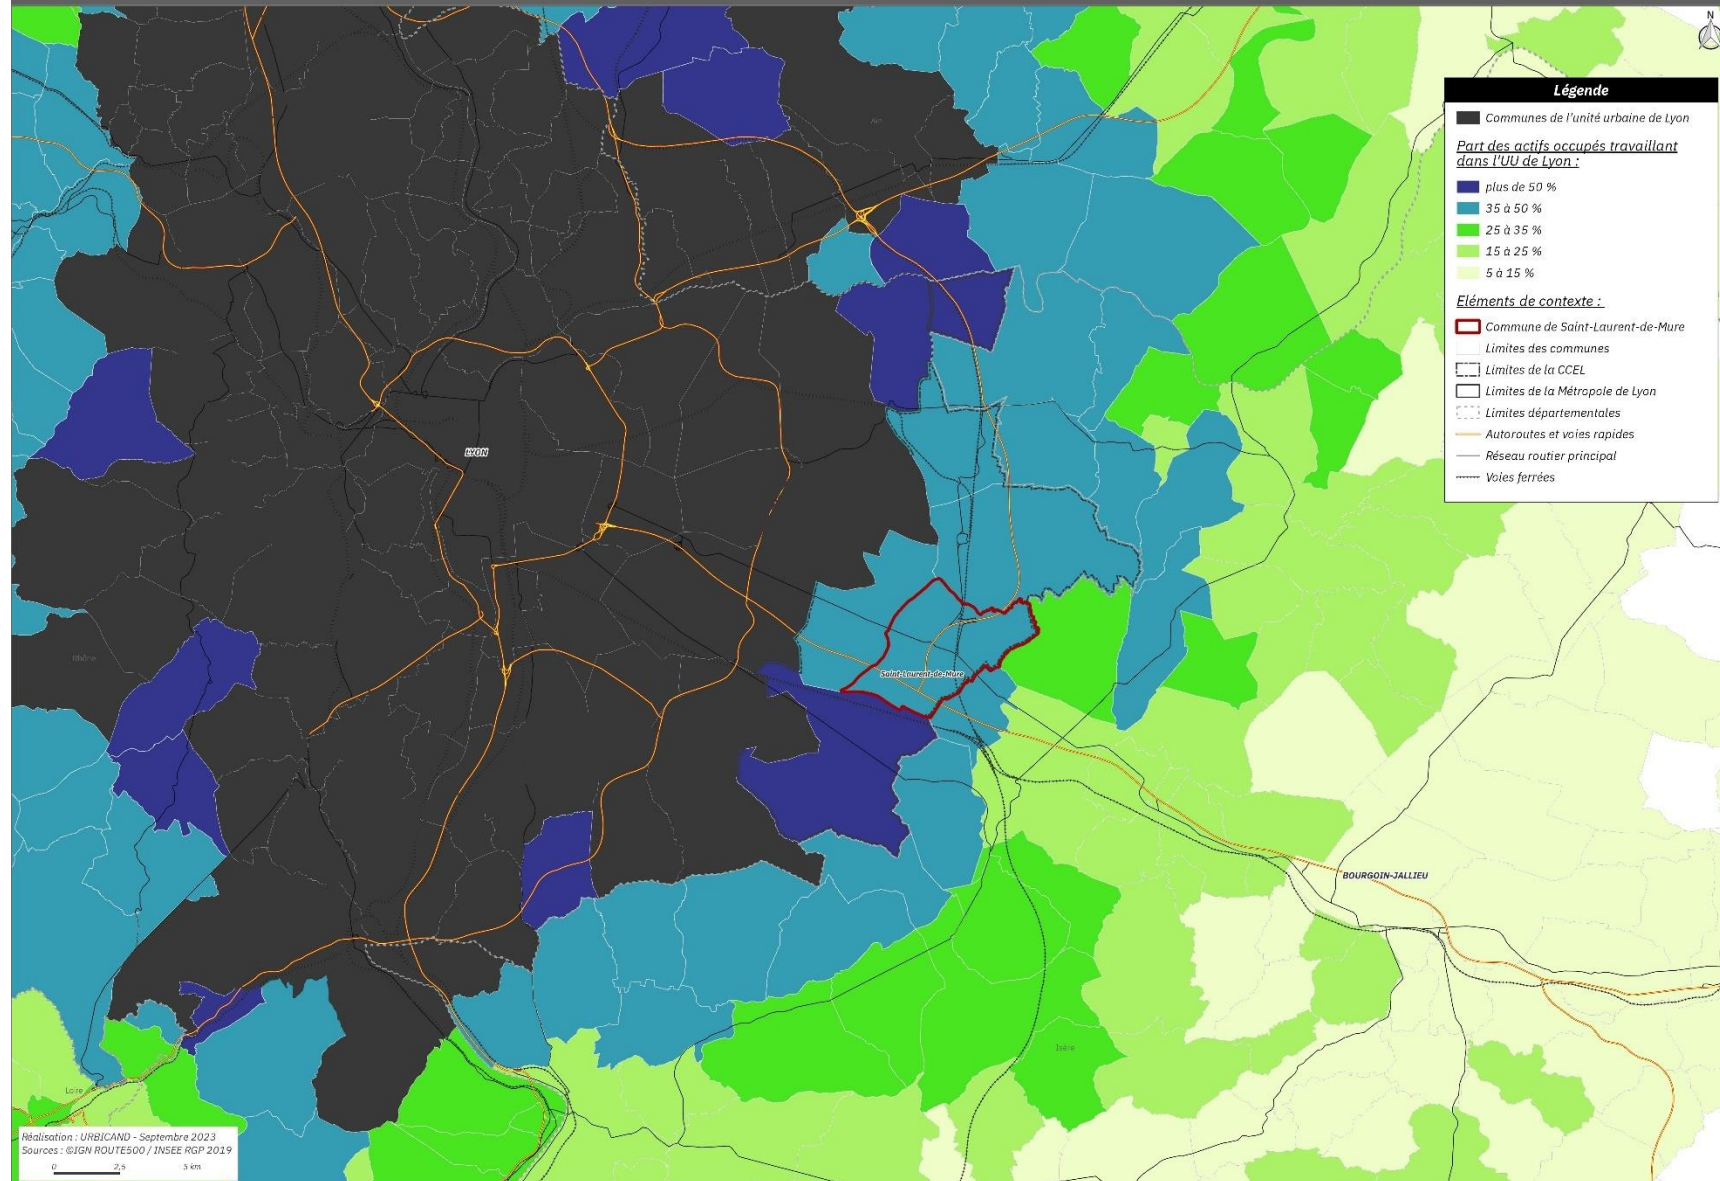 N
Légende
Communes de l'unité urbaine de Lyon
Part des actifs occupés travaillant
dans l'UU de Lyon :
plus de 50 %
35 à 50 %
25 à 35 %
15 à 25 %
5 à 15 %
Eléments de contexte :
Commune de Saint-Laurent-de-Mure
Limites des communes
Limites de la CCEL
Limites de la Métropole de Lyon
Limites départementales
Autoroutes et voies rapides
Réseau routier principal
Voies ferrées
Ain
LYON
Rhône
Saint-Laurent-de-Mure
BOURGOIN-JALLIEU
Isère
Loire
Réalisation : URBICAND - Septembre 2023
Sources : ©IGN ROUTE500 / INSEE RGP 2019
0 2,5 5 km